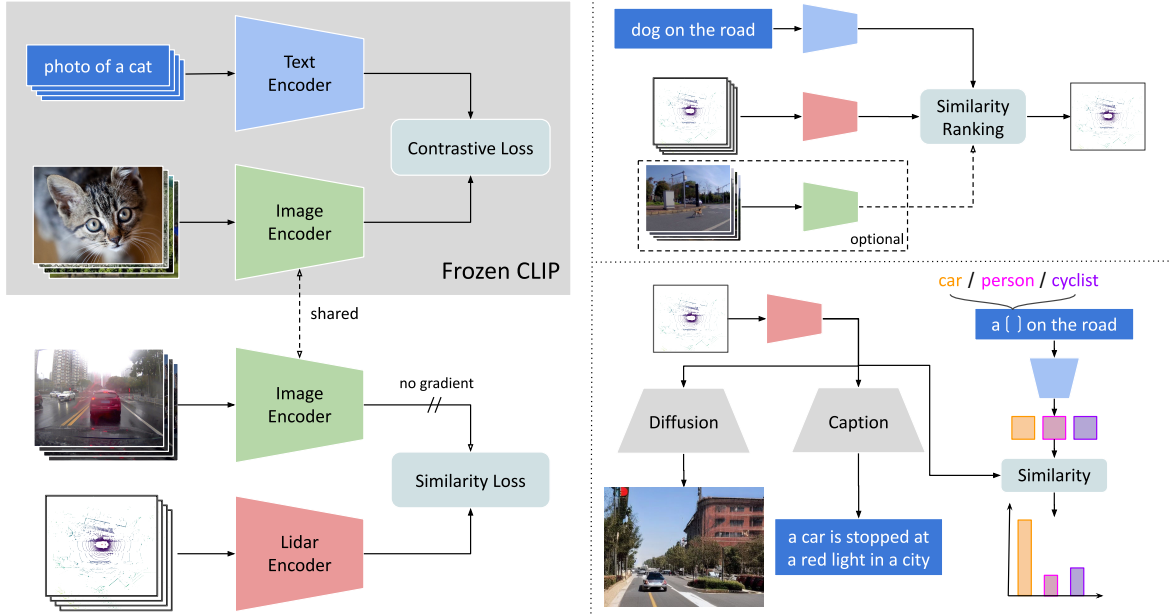 photo of a cat
Text
Encoder
Contrastive Loss
Image
Encoder
Frozen CLIP
shared
Image
Encoder
no gradient
Similarity Loss
Lidar
Encoder
dog on the road
Similarity
Ranking
optional
car / person / cyclist
a [ ] on the road
Diffusion
Caption
Similarity
a car is stopped at
a red light in a city